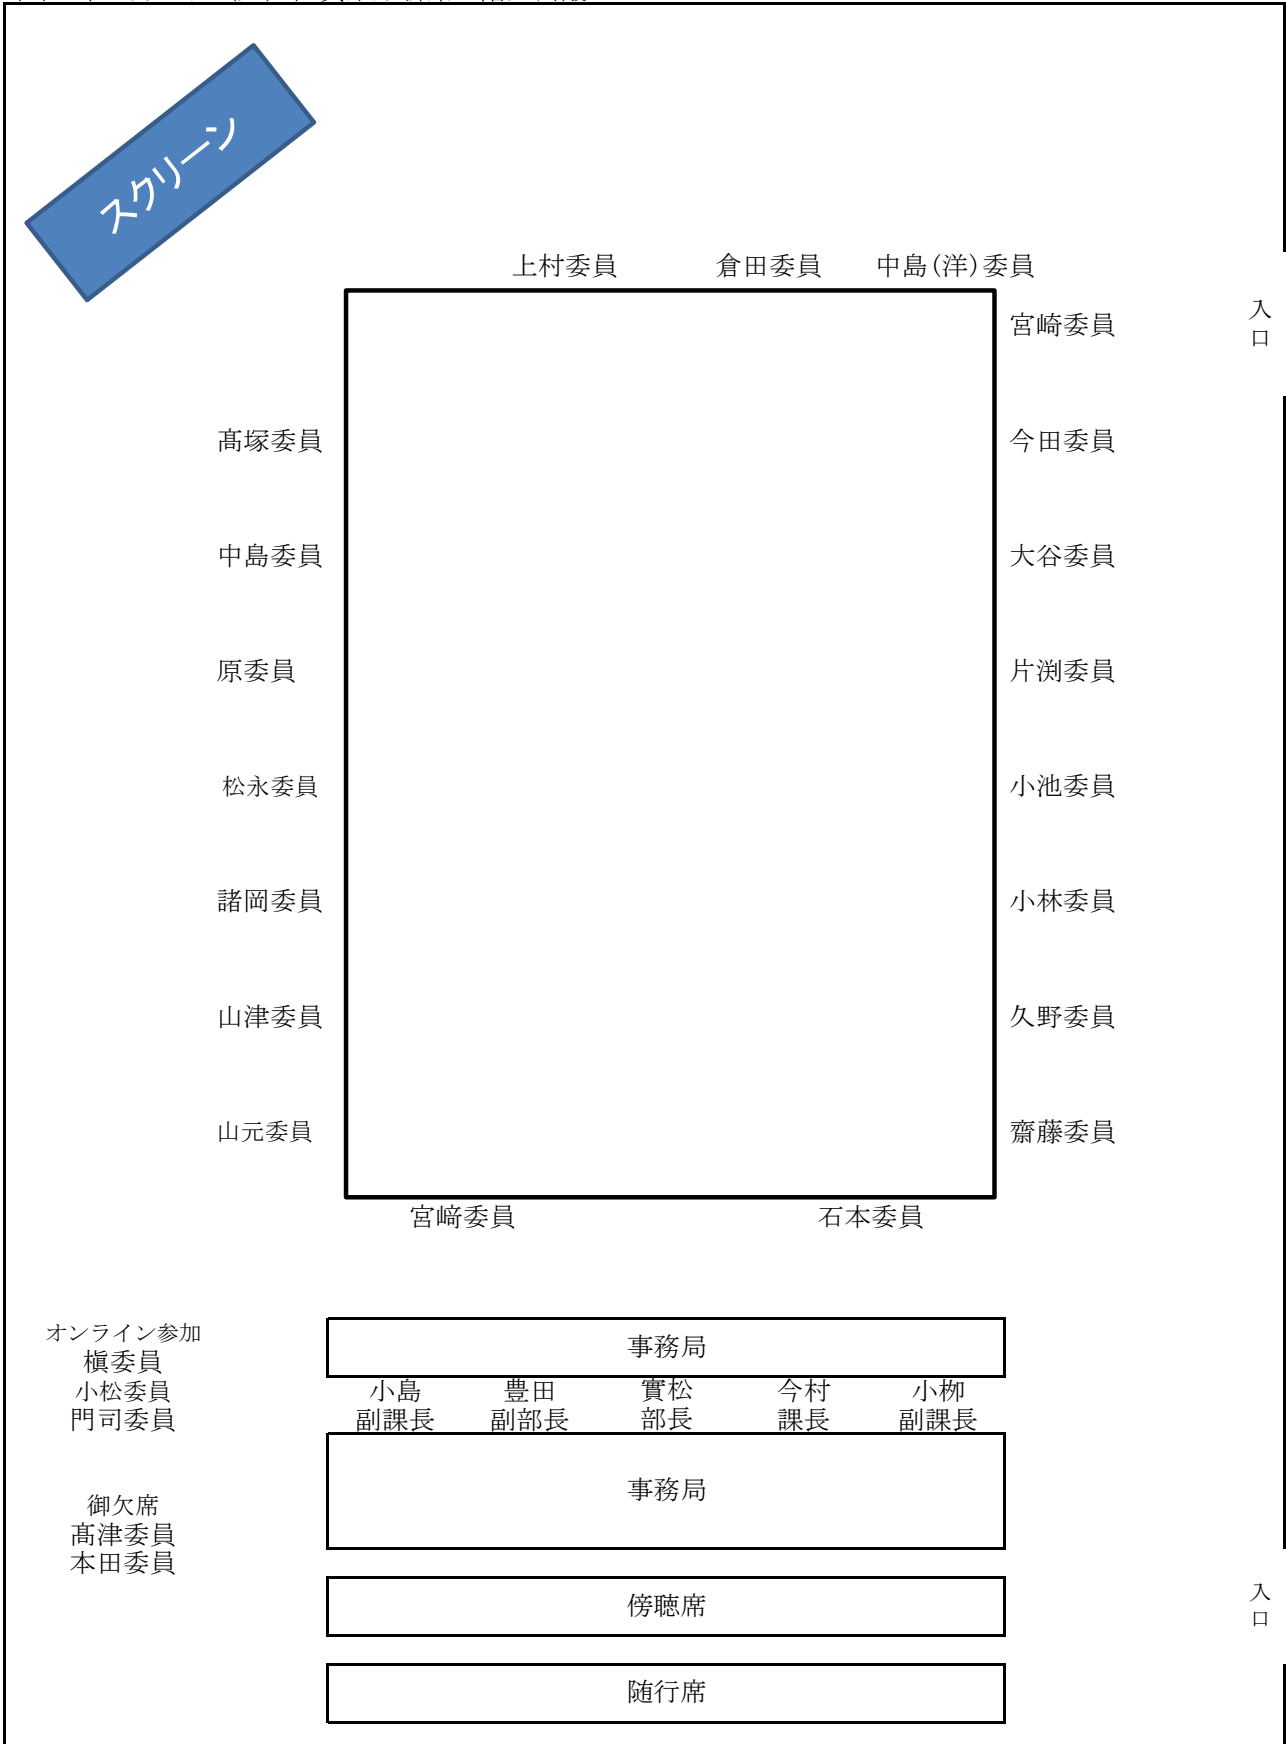 スクリーン
上村委員 倉田委員 中島(洋)委員
宮崎委員
入口
髙塚委員 今田委員
中島委員 大谷委員
原委員 片渕委員
松永委員 小池委員
諸岡委員 小林委員
山津委員 久野委員
山元委員 齋藤委員
宮﨑委員 石本委員
オンライン参加
槇委員
小松委員
門司委員
事務局
小島 豊田 實松 今村 小栁
副課長 副部長 部長 課長 副課長
事務局
御欠席
髙津委員
本田委員
傍聴席
入口
随行席